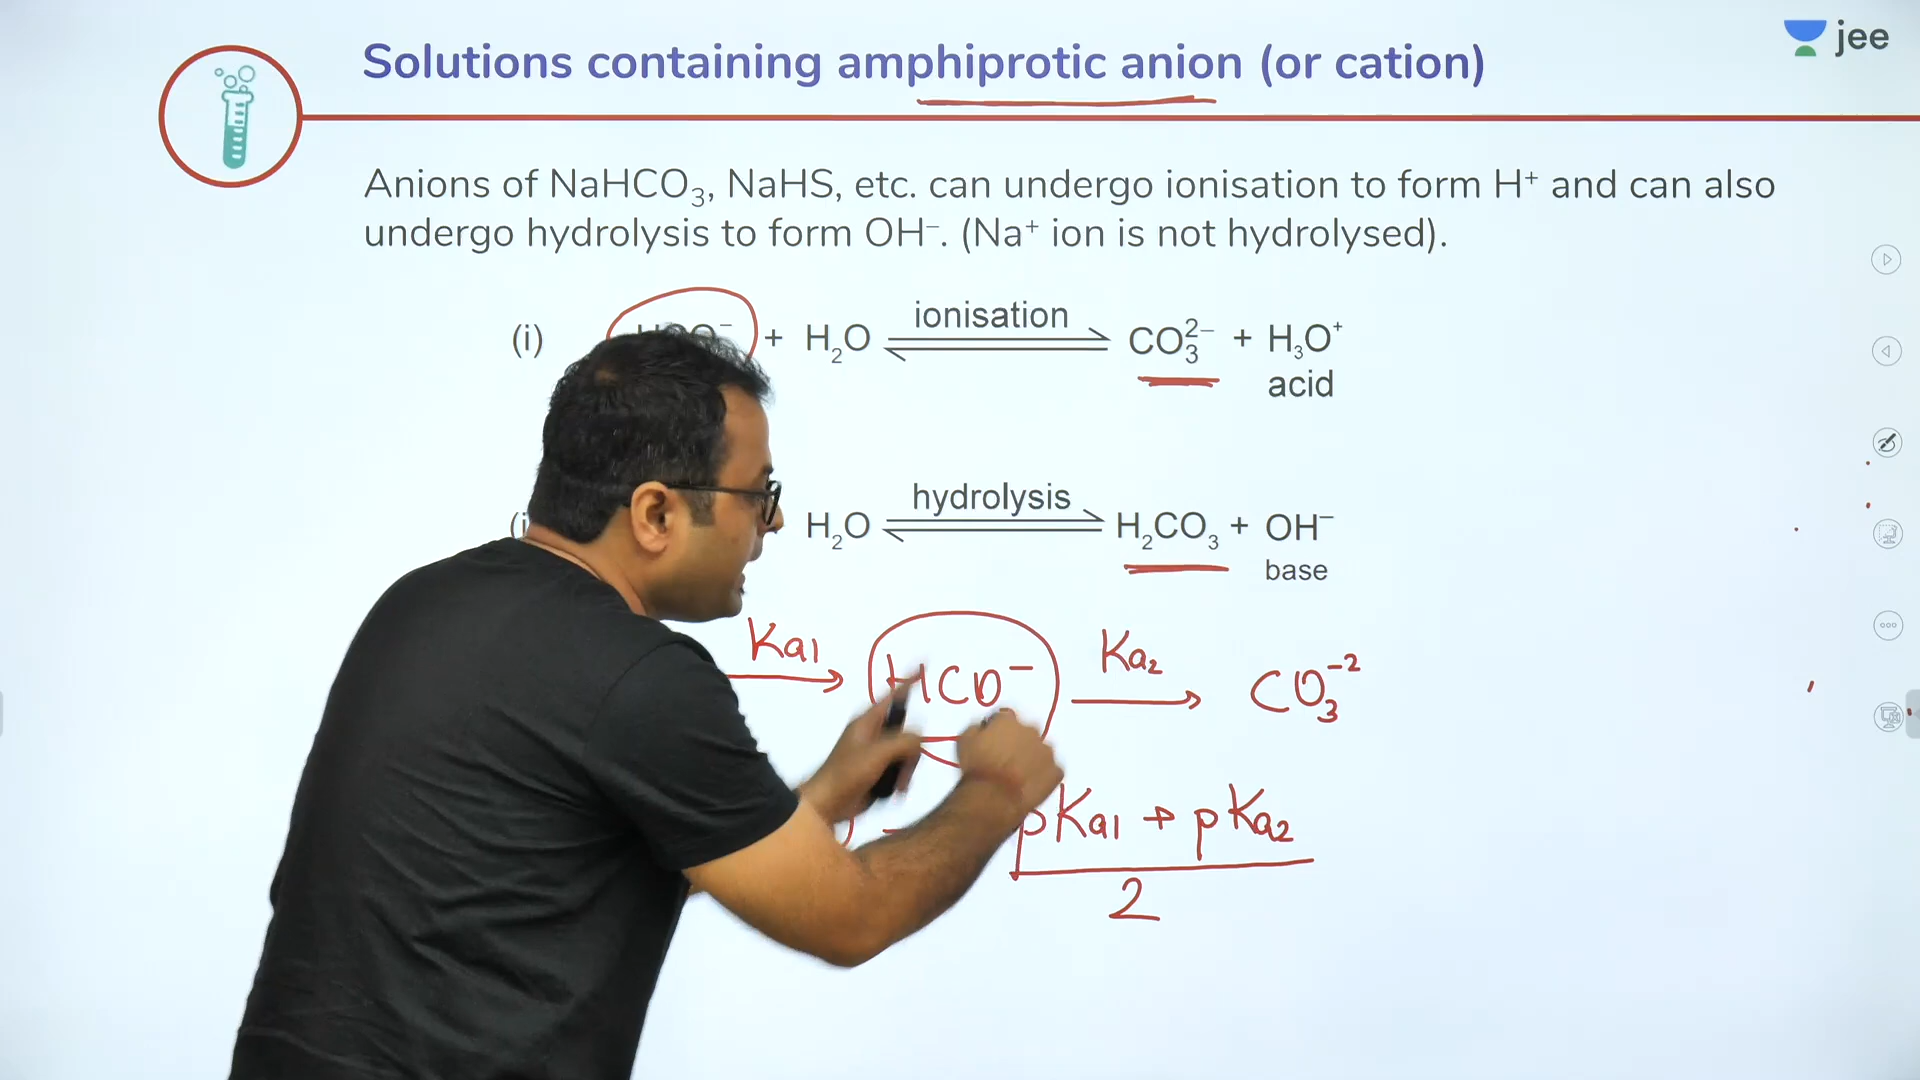 Solutions containing amphiprotic anion (or cation)
jee
Anions of NaHCO₃, NaHS, etc. can undergo ionisation to form H⁺ and can also
undergo hydrolysis to form OH⁻. (Na⁺ ion is not hydrolysed).
(i) + H₂O ionisation CO₃²⁻ + H₃O⁺
acid
H₂O hydrolysis H₂CO₃ + OH⁻
base
Ka1 HCO⁻ Ka₂ CO₃⁻²
pKa1 + pKa₂
2